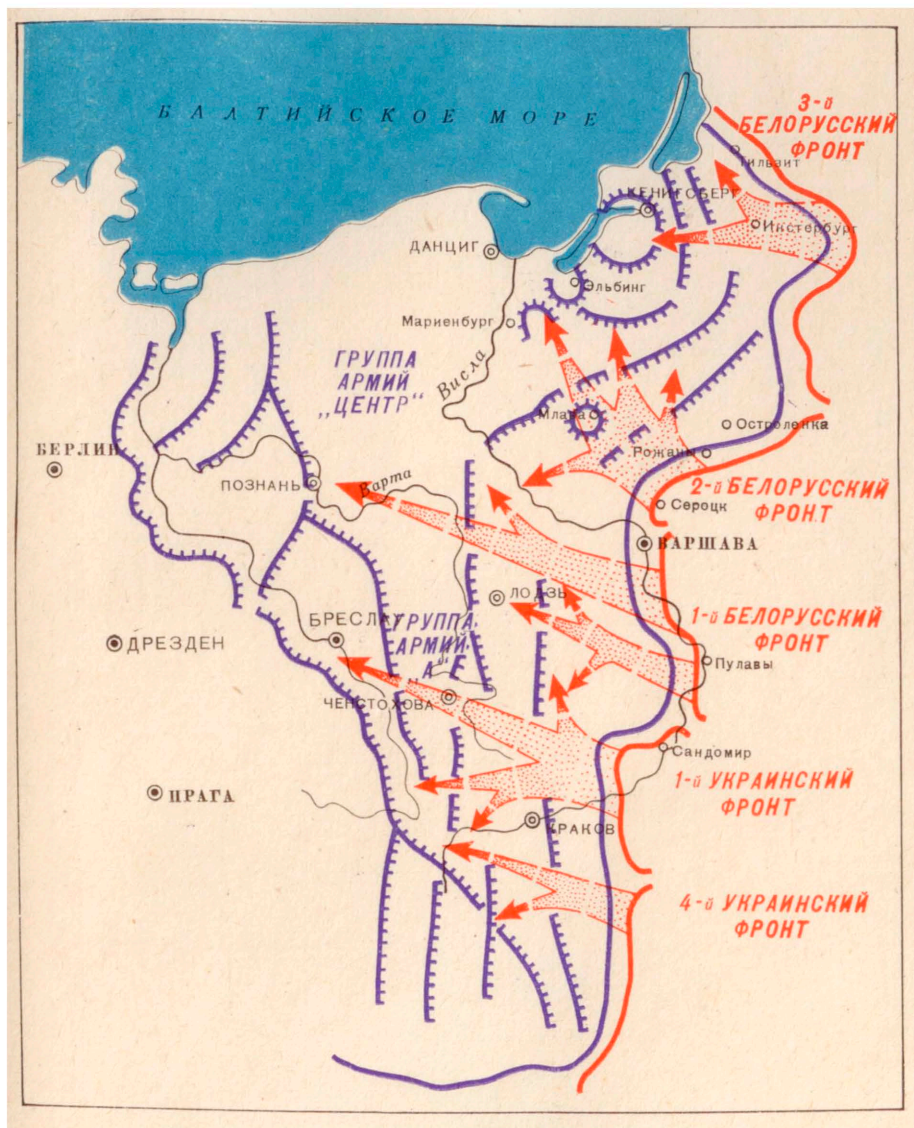 БАЛТИЙСКОЕ МОРЕ
3-й
БЕЛОРУССКИЙ
ФРОНТ
Тильзит
КЕНИГСБЕРГ
Инстербург
ДАНЦИГ
Эльбинг
Мариенбург
ГРУППА
АРМИЙ
„ЦЕНТР“
Висла
Млава
Остроленка
БЕРЛИН
Рожаны
ПОЗНАНЬ
Варта
2-й БЕЛОРУССКИЙ
ФРОНТ
Сероцк
ВАРШАВА
ЛОДЗЬ
1-й БЕЛОРУССКИЙ
ФРОНТ
БРЕСЛАУ
ГРУППА
АРМИЙ
„А“
ДРЕЗДЕН
Пулавы
ЧЕНСТОХОВА
Сандомир
1-й УКРАИНСКИЙ
ФРОНТ
ПРАГА
КРАКОВ
4-й УКРАИНСКИЙ
ФРОНТ